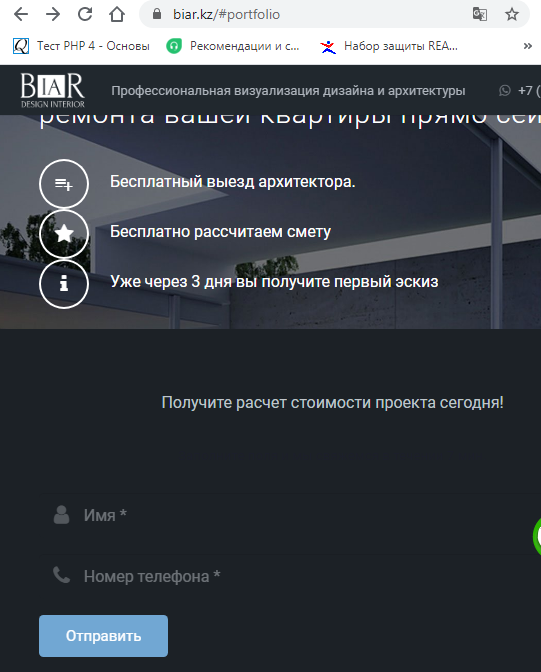 biar.kz/#portfolio
Тест PHP 4 - Основы
Рекомендации и с...
Набор защиты REA...
»
BIAR
DESIGN INTERIOR
Профессиональная визуализация дизайна и архитектуры
+7 (
ремонта вашей квартиры прямо сей
Бесплатный выезд архитектора.
Бесплатно рассчитаем смету
Уже через 3 дня вы получите первый эскиз
Получите расчет стоимости проекта сегодня!
Имя *
Номер телефона *
Отправить